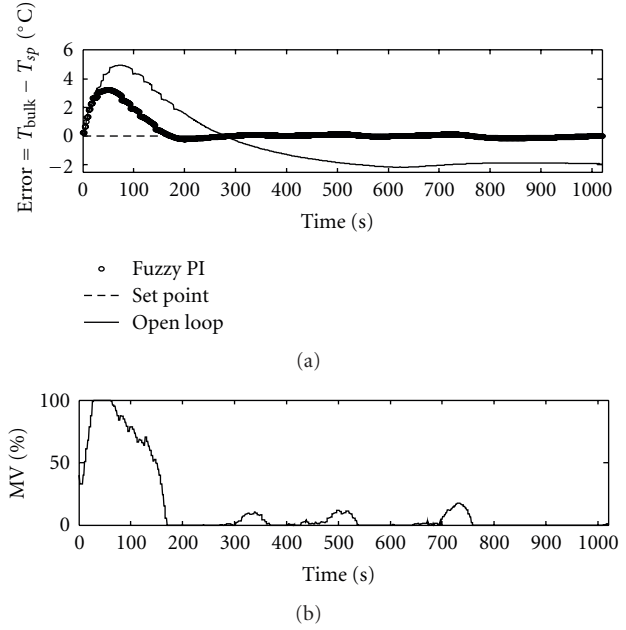 6
4
2
0
−2
Error = T_bulk − T_sp (°C)
0 100 200 300 400 500 600 700 800 900 1000
Time (s)
Fuzzy PI
Set point
Open loop
(a)
100
50
0
MV (%)
0 100 200 300 400 500 600 700 800 900 1000
Time (s)
(b)